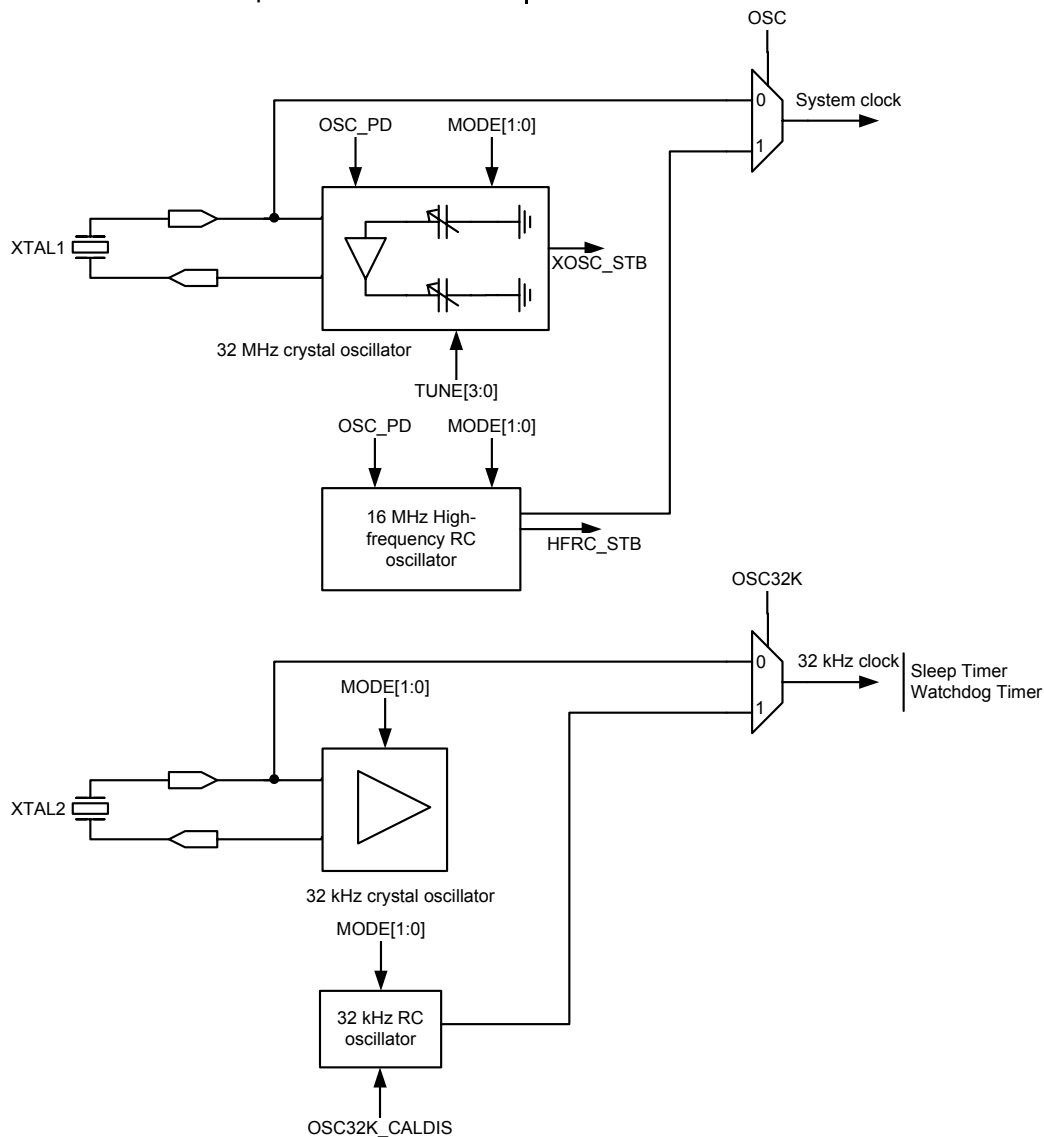 OSC
0
System clock
OSC_PD
MODE[1:0]
1
XTAL1
XOSC_STB
32 MHz crystal oscillator
TUNE[3:0]
OSC_PD
MODE[1:0]
16 MHz High-
frequency RC
oscillator
HFRC_STB
OSC32K
0
32 kHz clock
Sleep Timer
Watchdog Timer
MODE[1:0]
1
XTAL2
32 kHz crystal oscillator
MODE[1:0]
32 kHz RC
oscillator
OSC32K_CALDIS